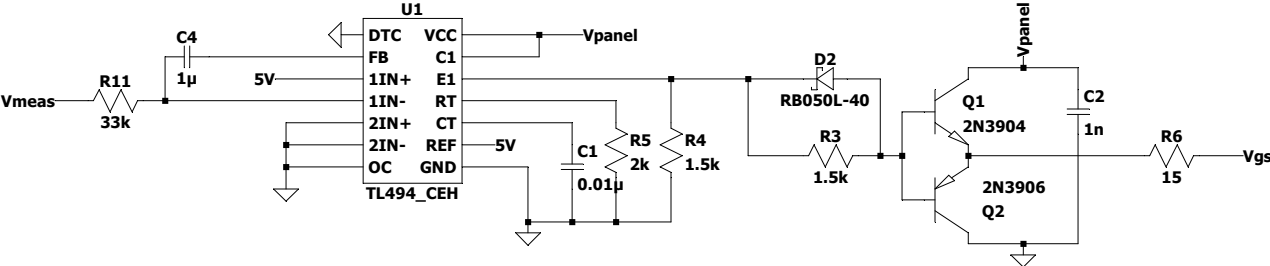 U1
DTC VCC
FB C1
1IN+ E1
1IN- RT
2IN+ CT
2IN- REF
OC GND
TL494_CEH
C4
1µ
5V
R11
33k
Vmeas
Vpanel
5V
C1
0.01µ
R5
2k
R4
1.5k
D2
RB050L-40
R3
1.5k
Q1
2N3904
2N3906
Q2
Vpanel
C2
1n
R6
15
Vgs